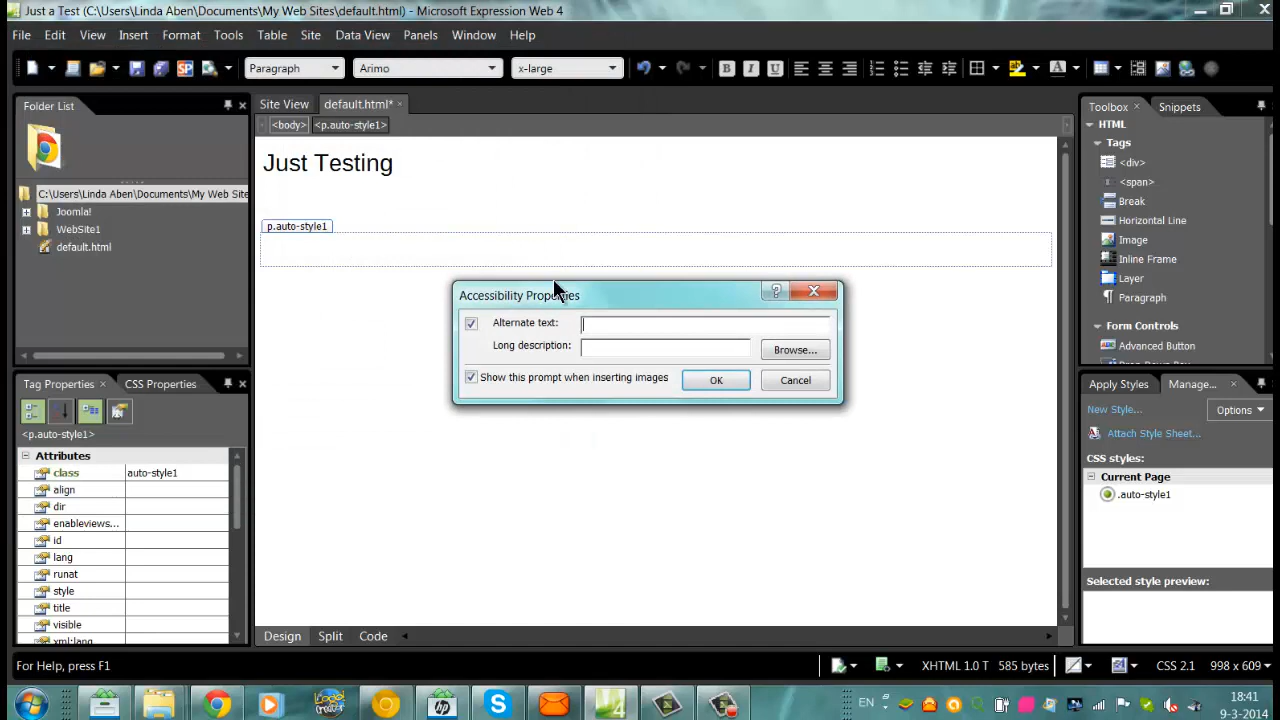 Just a Test (C:\Users\Linda Aben\Documents\My Web Sites\default.html) - Microsoft Expression Web 4
File Edit View Insert Format Tools Table Site Data View Panels Window Help
Paragraph Arimo x-large
Folder List
Site View default.html*
<body> <p.auto-style1>
Just Testing
p.auto-style1
C:\Users\Linda Aben\Documents\My Web Site
Joomla!
WebSite1
default.html
Accessibility Properties
Alternate text:
Long description:
Browse...
Show this prompt when inserting images
OK Cancel
Toolbox Snippets
HTML
Tags
<div>
<span>
Break
Horizontal Line
Image
Inline Frame
Layer
Paragraph
Form Controls
Advanced Button
Tag Properties CSS Properties
<p.auto-style1>
Attributes
class auto-style1
align
dir
enableviews...
id
lang
runat
style
title
visible
xml:lang
Apply Styles Manage...
New Style... Options
Attach Style Sheet...
CSS styles:
Current Page
.auto-style1
Selected style preview:
Design Split Code
For Help, press F1 XHTML 1.0 T 585 bytes CSS 2.1 998 x 609
EN 18:41
9-3-2014